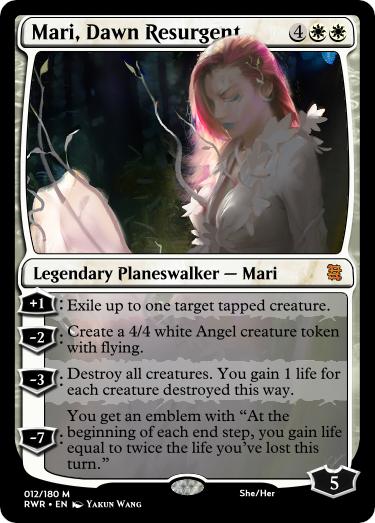 Mari, Dawn Resurgent 4
Legendary Planeswalker — Mari
+1: Exile up to one target tapped creature.
-2: Create a 4/4 white Angel creature token
with flying.
-3: Destroy all creatures. You gain 1 life for
each creature destroyed this way.
-7: You get an emblem with “At the
beginning of each end step, you gain life
equal to twice the life you’ve lost this
turn.”
5
012/180 M
RWR • EN Yakun Wang
She/Her